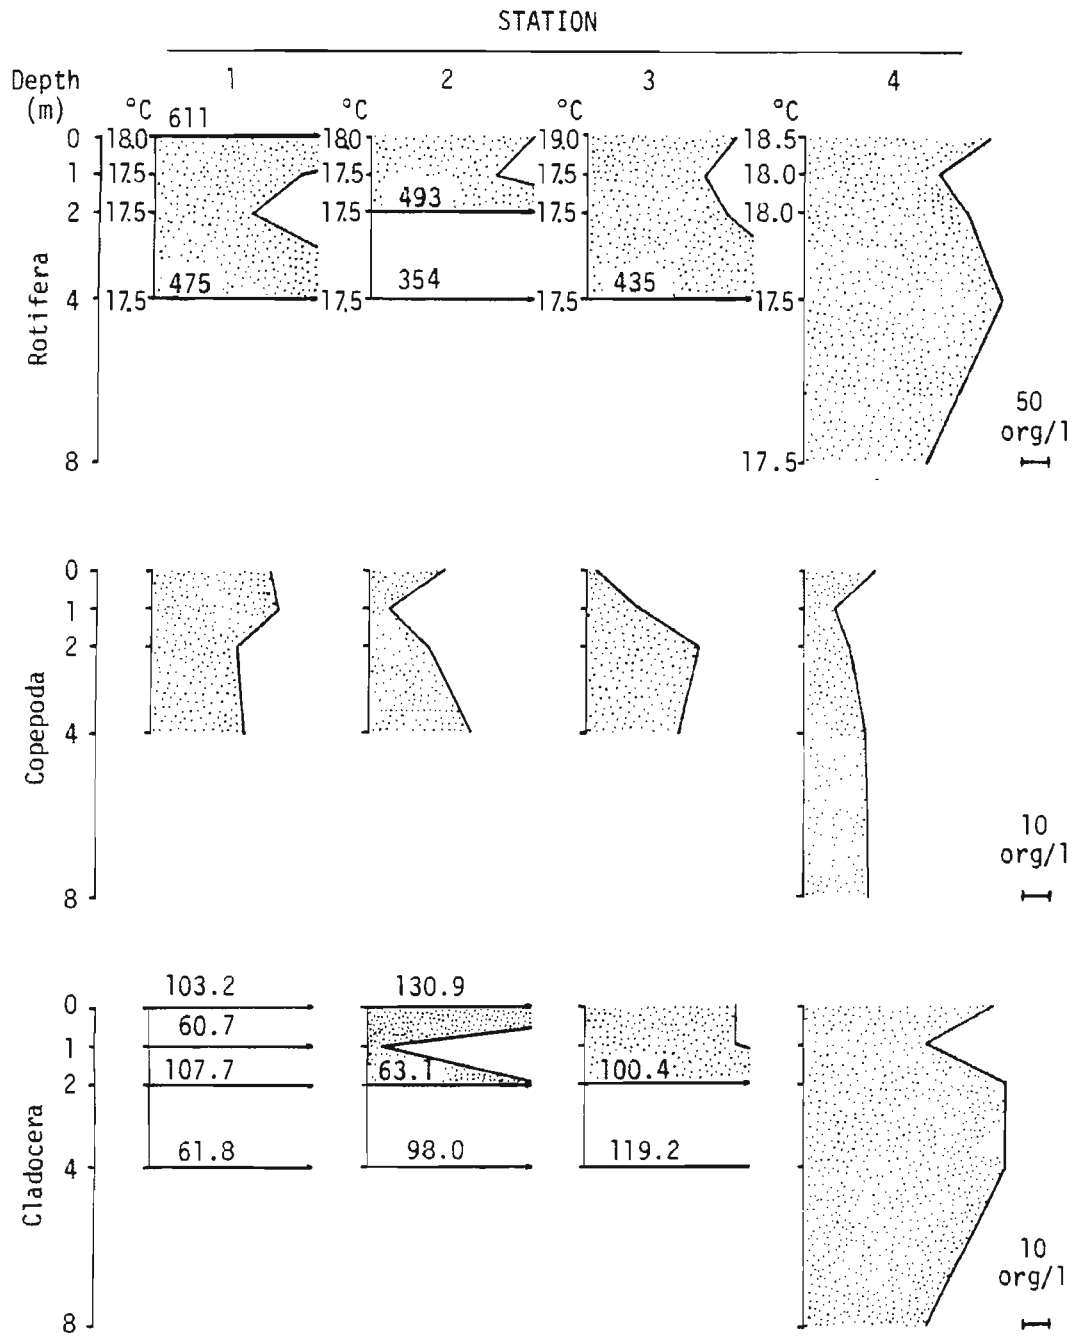 STATION
Depth 1 2 3 4
(m) °C °C °C °C
611
0 18.0 18.0 19.0 18.5
1 17.5 17.5 17.5 18.0
493
2 17.5 17.5 17.5 18.0
475 354 435
4 17.5 17.5 17.5 17.5
Rotifera
50
org/l
8 17.5
0
1
2
Copepoda
4
10
org/l
8
103.2 130.9
0
60.7
1
107.7 63.1 100.4
2
61.8 98.0 119.2
4
Cladocera
10
org/l
8